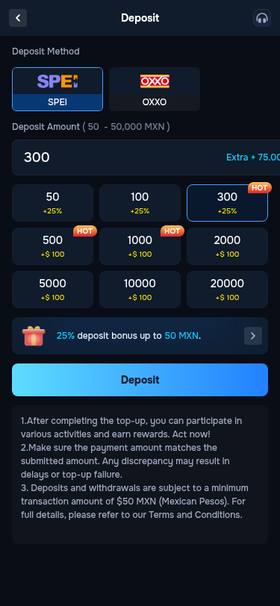 Deposit
Deposit Method
SPEI
SPEI
OXXO
OXXO
Deposit Amount ( 50 - 50,000 MXN )
300 Extra + 75.00
50
+25%
100
+25%
HOT
300
+25%
HOT
500
+$ 100
HOT
1000
+$ 100
2000
+$ 100
5000
+$ 100
10000
+$ 100
20000
+$ 100
25% deposit bonus up to 50 MXN.
Deposit
1.After completing the top-up, you can participate in
various activities and earn rewards. Act now!
2.Make sure the payment amount matches the
submitted amount. Any discrepancy may result in
delays or top-up failure.
3. Deposits and withdrawals are subject to a minimum
transaction amount of $50 MXN (Mexican Pesos). For
full details, please refer to our Terms and Conditions.